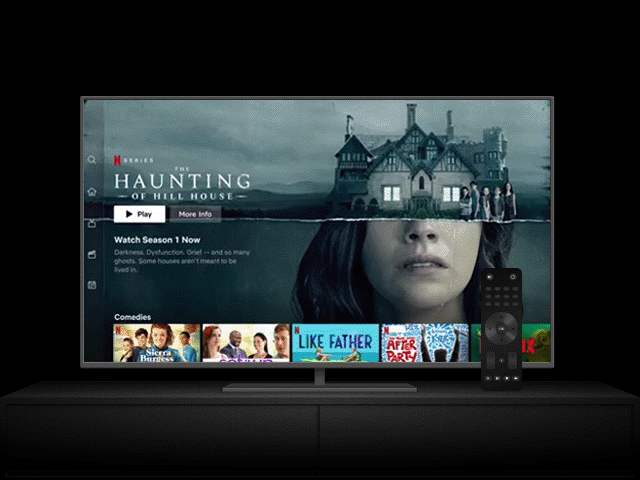 N SERIES
THE
HAUNTING
OF HILL HOUSE
Play More Info
Watch Season 1 Now
Darkness. Dysfunction. Grief -- and so many
ghosts. Some houses aren't meant to be
lived in.
Comedies
Sierra
Burgess
LIKE FATHER
AFTER
PARTY